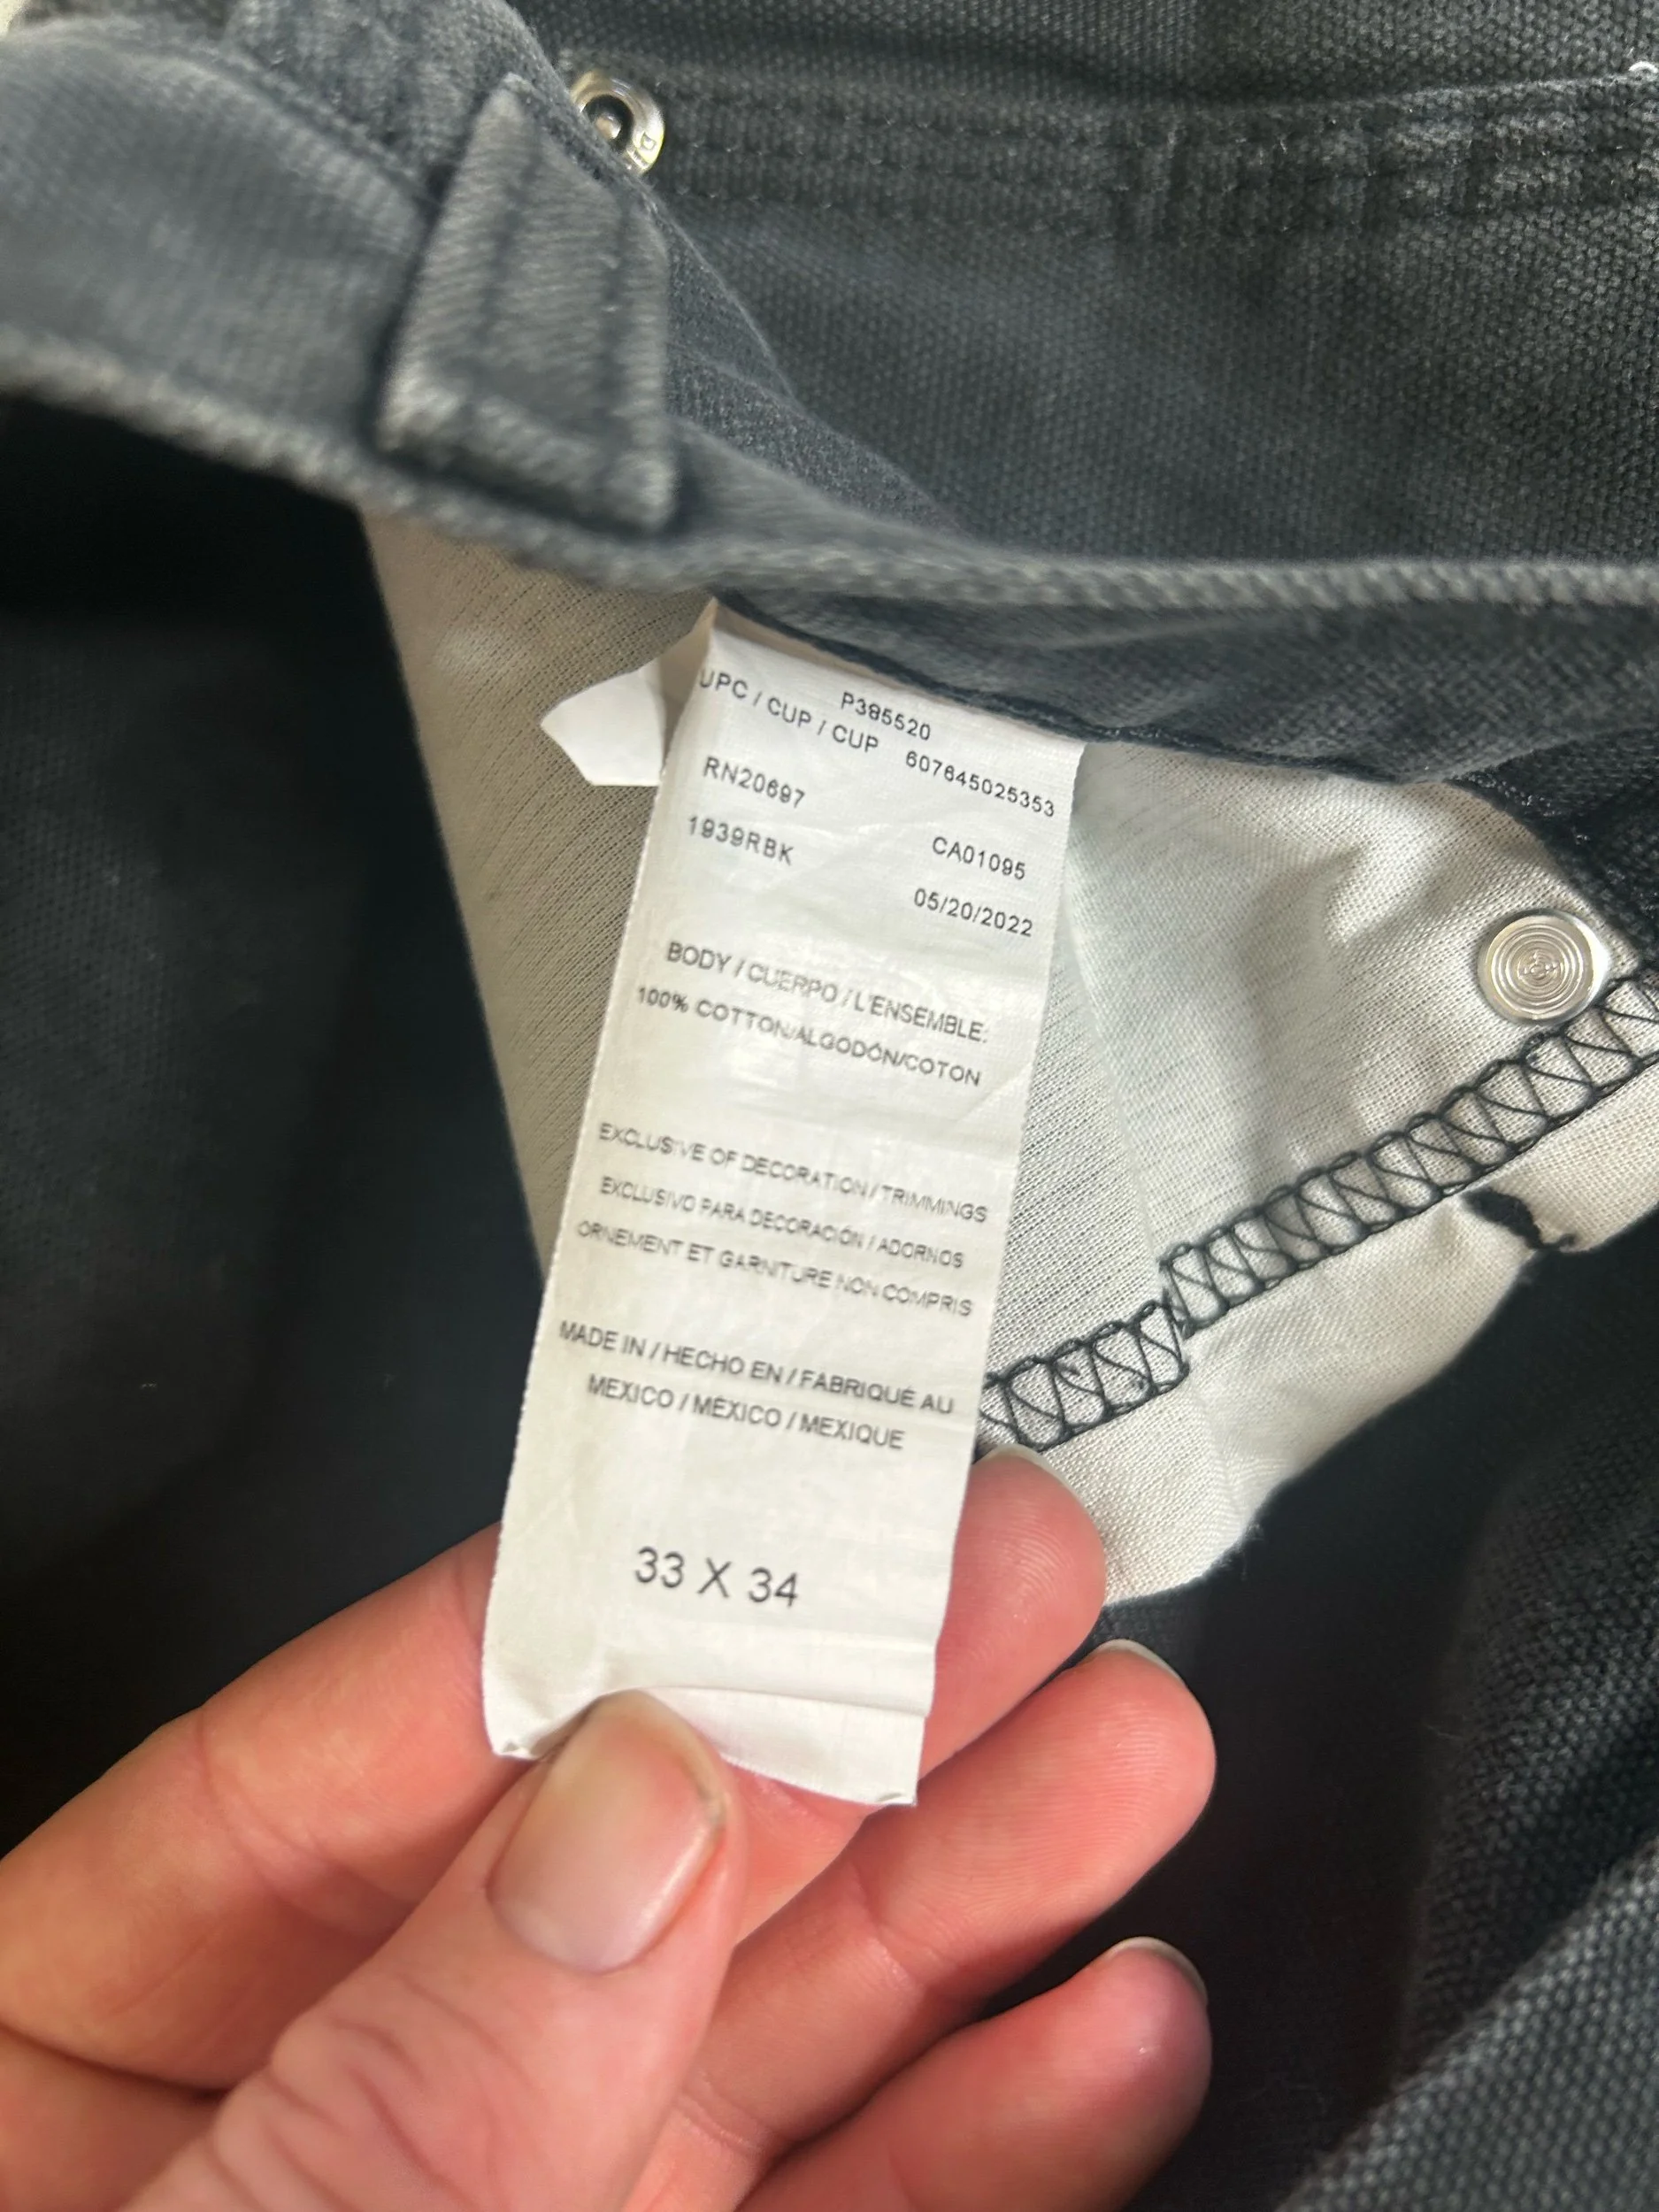 P385520
UPC / CUP / CUP 607645025353
RN20697 CA01095
1939RBK 05/20/2022
BODY / CUERPO / L'ENSEMBLE:
100% COTTON/ALGODÓN/COTON
EXCLUSIVE OF DECORATION / TRIMMINGS
EXCLUSIVO PARA DECORACIÓN / ADORNOS
ORNEMENT ET GARNITURE NON COMPRIS
MADE IN / HECHO EN / FABRIQUÉ AU
MEXICO / MÉXICO / MEXIQUE
33 X 34